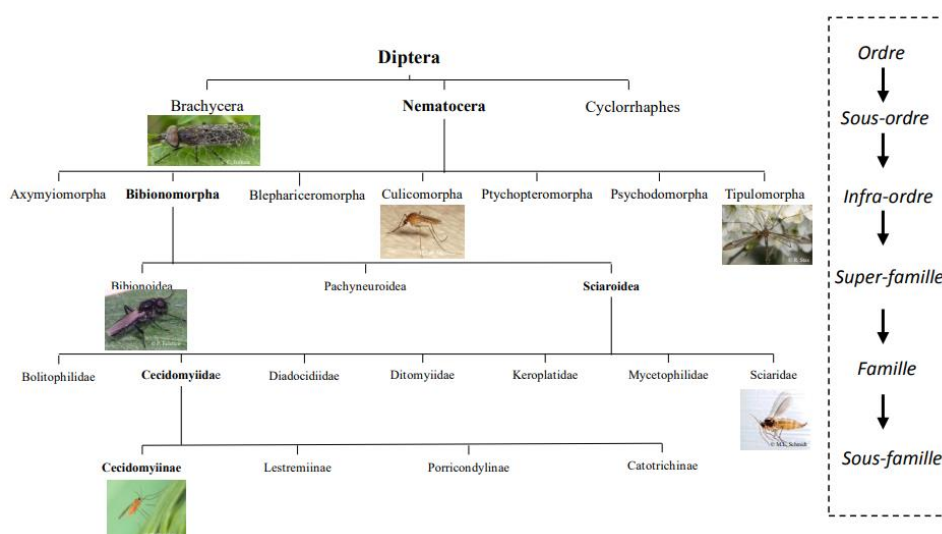 Diptera
Brachycera Nematocera Cyclorrhaphes
Axymyiomorpha Bibionomorpha Blephariceromorpha Culicomorpha Ptychopteromorpha Psychodomorpha Tipulomorpha
Bibionoidea Pachyneuroidea Sciaroidea
Bolitophilidae Cecidomyiidae Diadocidiidae Ditomyiidae Keroplatidae Mycetophilidae Sciaridae
© M.L. Schmidt
Cecidomyiinae Lestremiinae Porricondylinae Catotrichinae
Ordre
Sous-ordre
Infra-ordre
Super-famille
Famille
Sous-famille